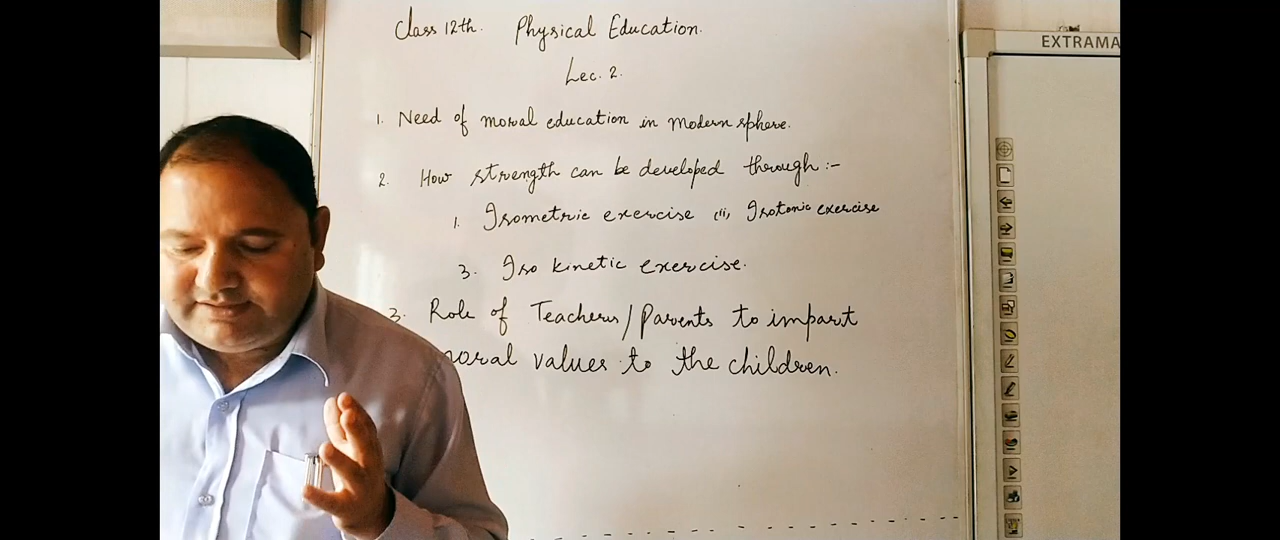 Class 12th. Physical Education.
Lec. 2.
1. Need of moral education in modern sphere.
2. How strength can be developed through :-
1. Isometric exercise (ii) Isotonic exercise
3. Iso kinetic exercise.
3. Role of Teachers/Parents to impart
oral values to the children.
EXTRAMA